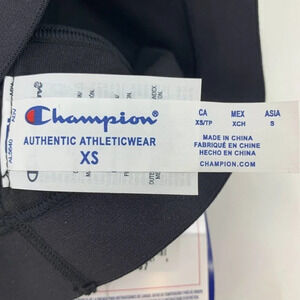 Champion
AUTHENTIC ATHLETICWEAR
XS
CA MEX ASIA
XS/TP XCH S
MADE IN CHINA
FABRIQUÉ EN CHINE
HECHO EN CHINA
CHAMPION.COM